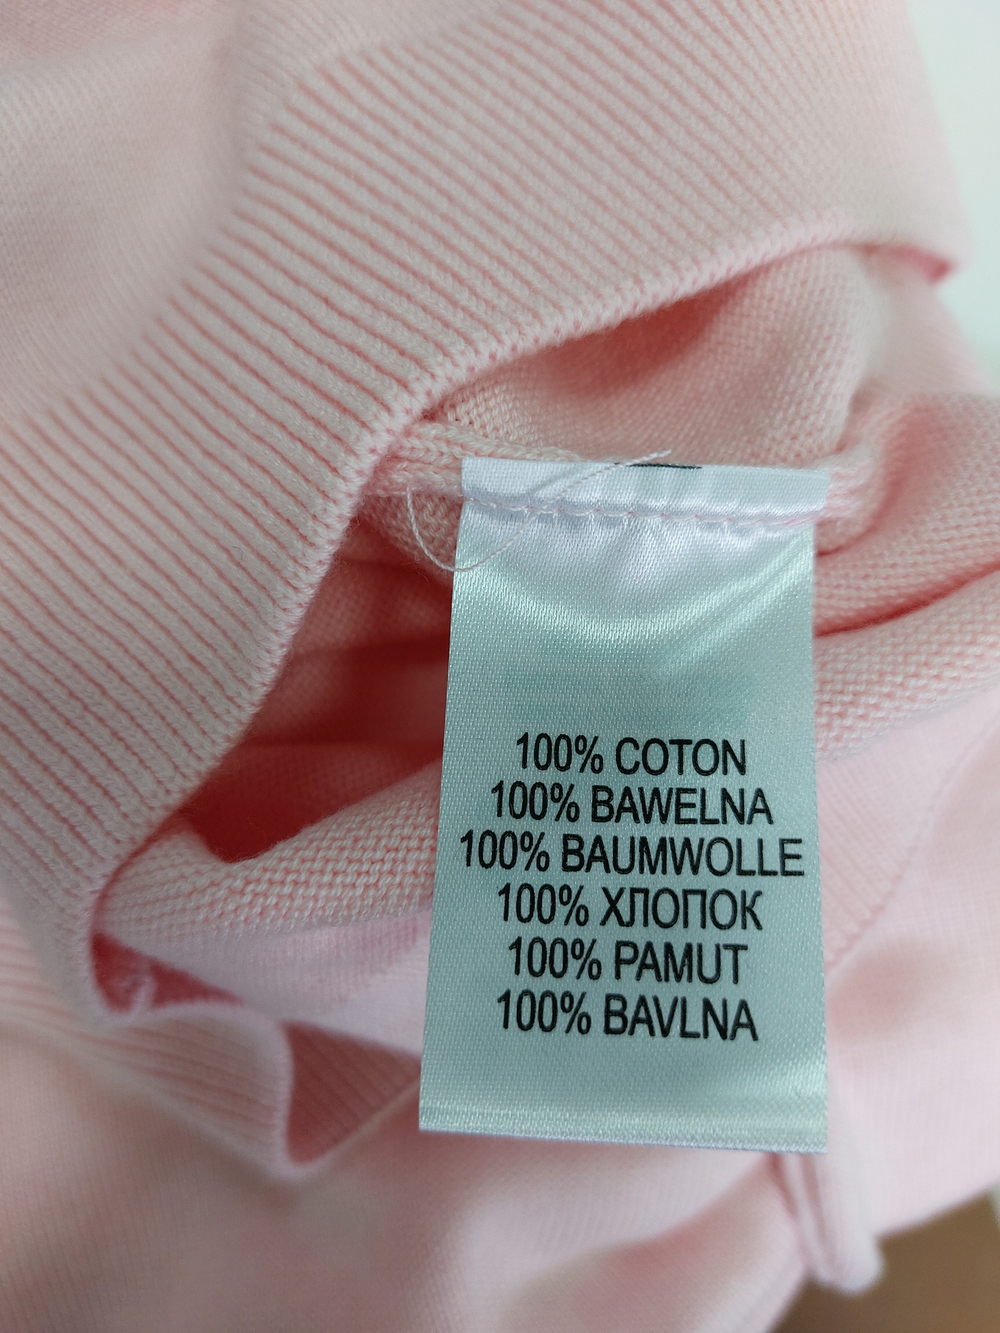 100% COTON
100% BAWELNA
100% BAUMWOLLE
100% ХЛОПОК
100% PAMUT
100% BAVLNA